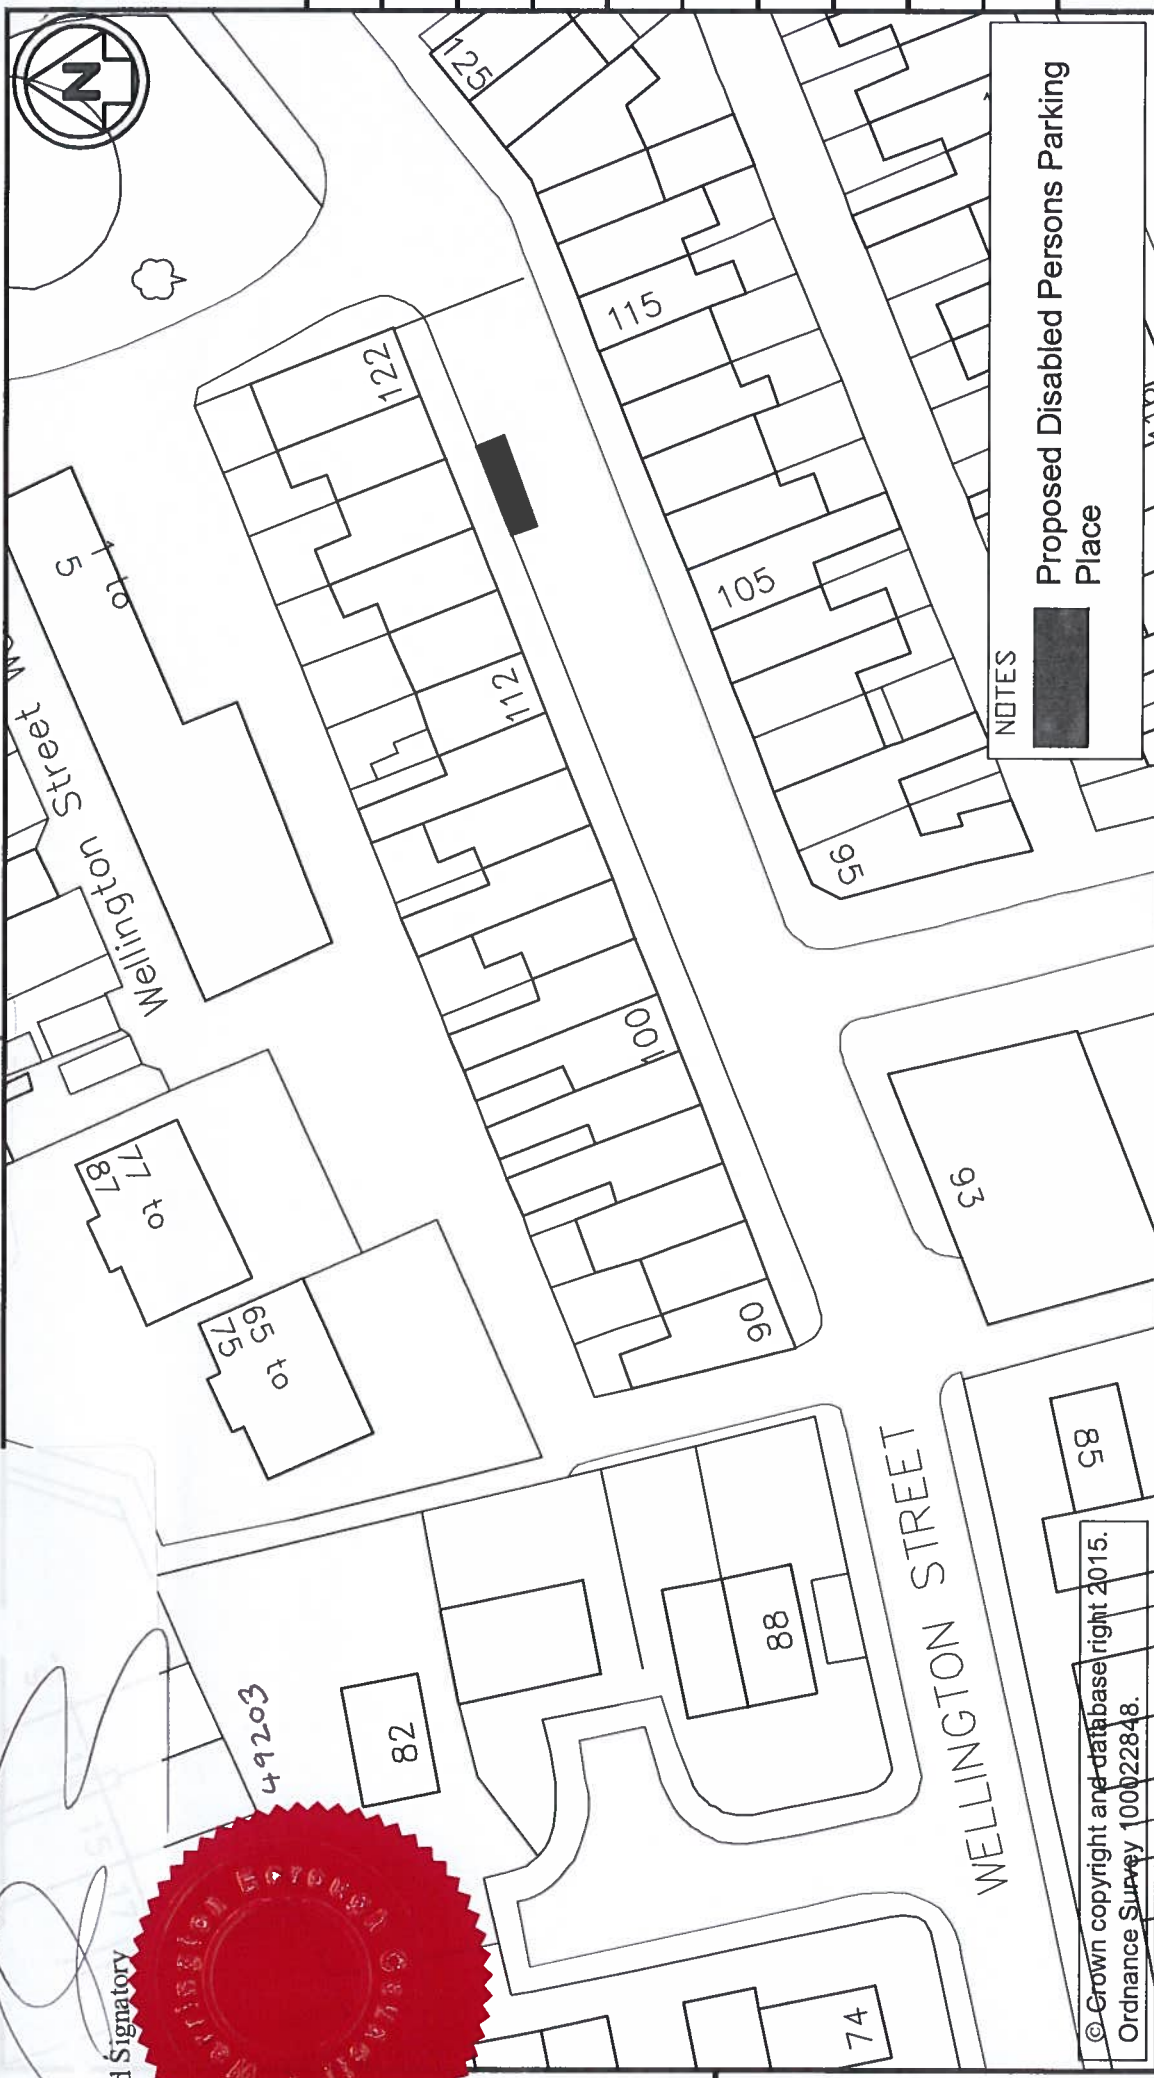 N
125
115
122
5
1 to
Wellington Street
112
105
NOTES
Proposed Disabled Persons Parking
Place
56
100
77
to
87
93
65
to
75
90
85
WELLINGTON STREET
88
82
74
49203
d Signatory
© Crown copyright and database right 2015.
Ordnance Survey 100022848.